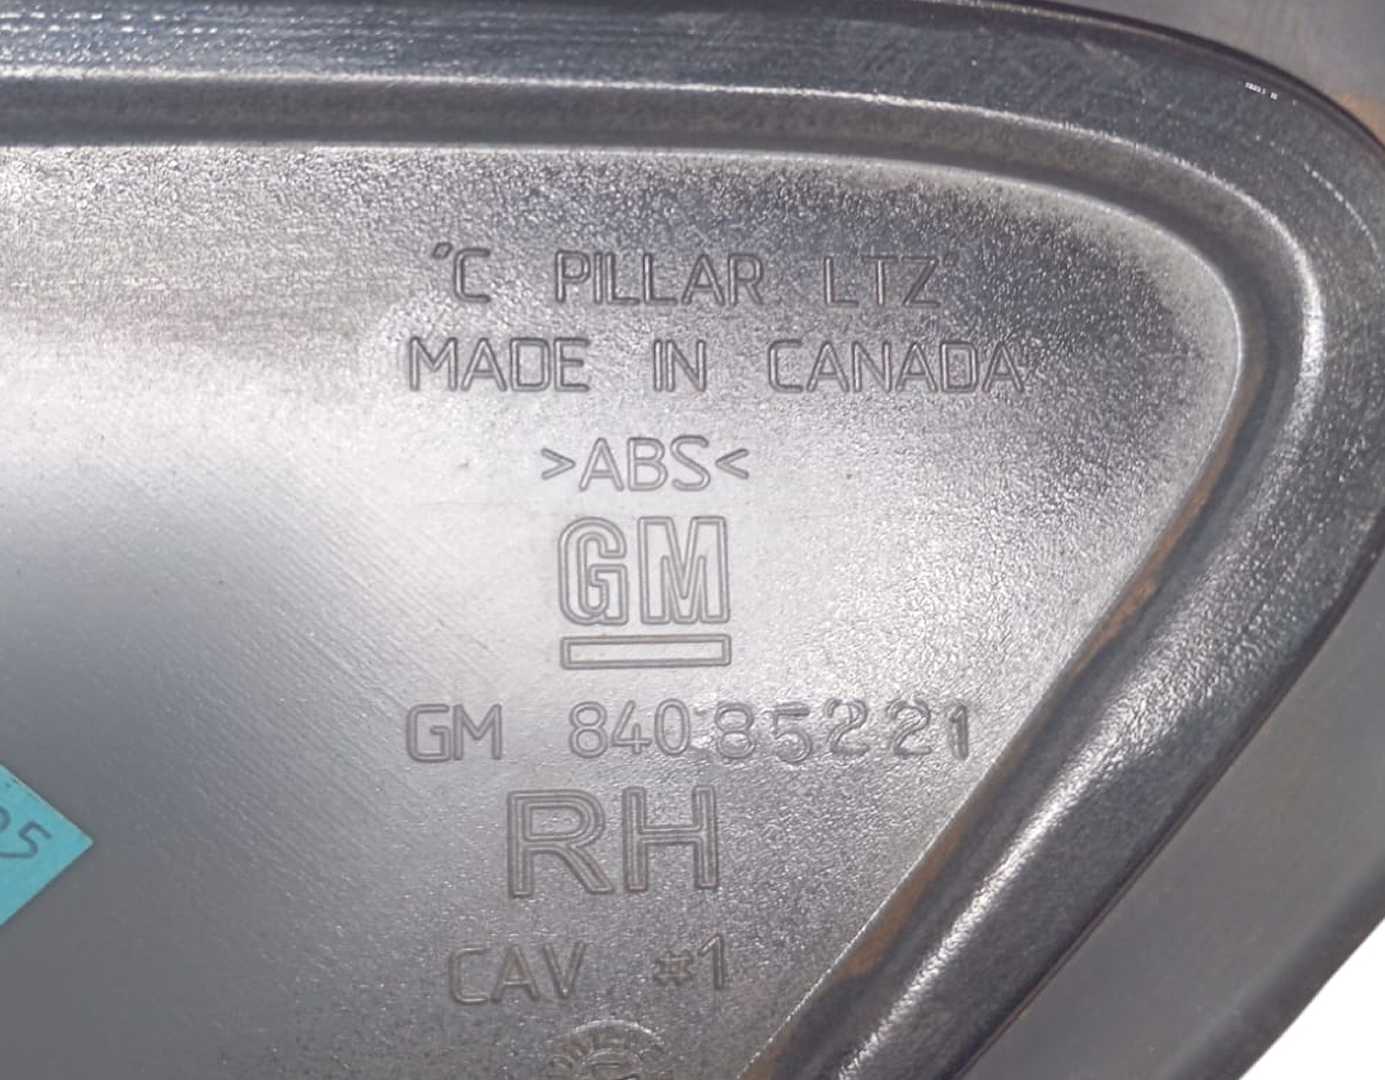 "C PILLAR LTZ"
MADE IN CANADA
>ABS<
GM
GM 84085221
RH
CAV #1